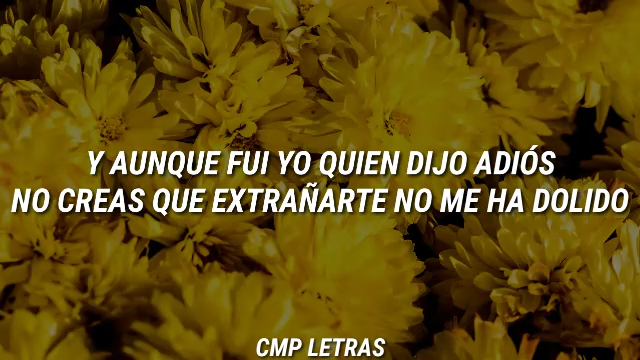 Y AUNQUE FUI YO QUIEN DIJO ADIÓS
NO CREAS QUE EXTRAÑARTE NO ME HA DOLIDO
CMP LETRAS